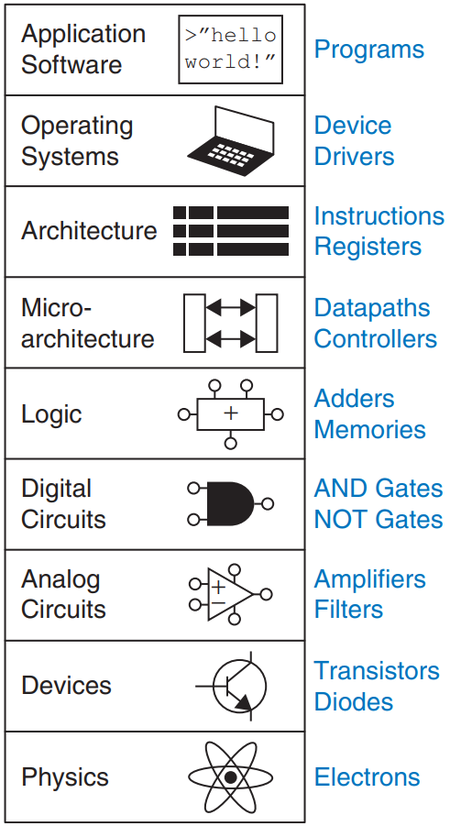 Application
Software
>"hello
world!"
Programs
Operating
Systems
Device
Drivers
Architecture
Instructions
Registers
Micro-
architecture
Datapaths
Controllers
Logic
+
Adders
Memories
Digital
Circuits
AND Gates
NOT Gates
Analog
Circuits
+
−
Amplifiers
Filters
Devices
Transistors
Diodes
Physics
Electrons